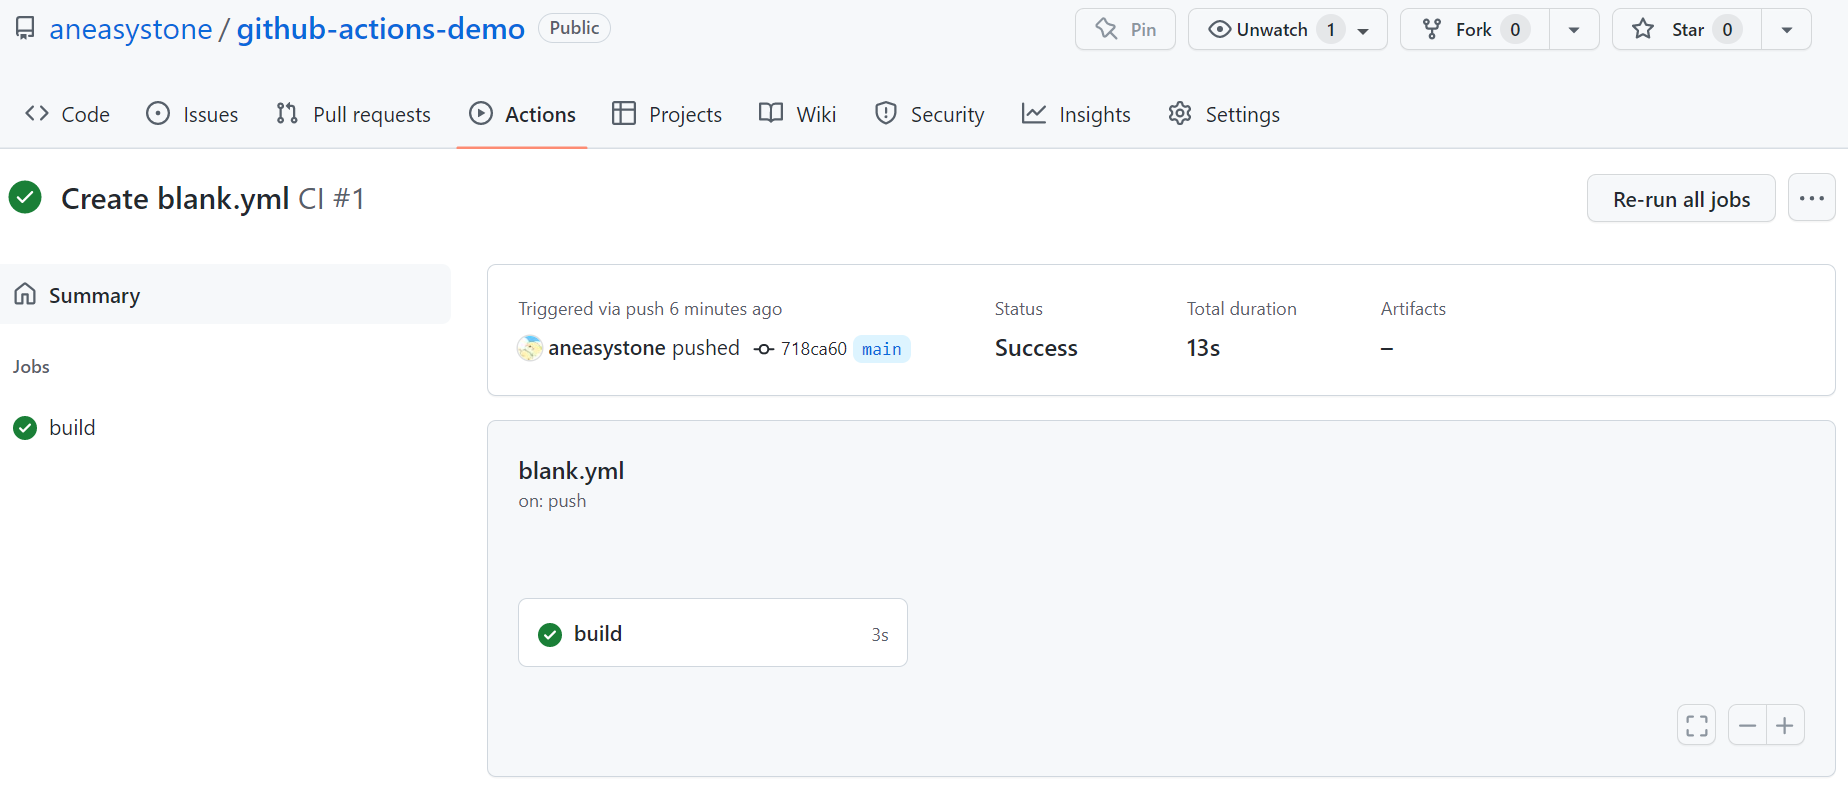 aneasystone / github-actions-demo Public Pin Unwatch 1 Fork 0 Star 0
Code Issues Pull requests Actions Projects Wiki Security Insights Settings
Create blank.yml CI #1 Re-run all jobs
Summary
Jobs
build
Triggered via push 6 minutes ago Status Total duration Artifacts
aneasystone pushed 718ca60 main Success 13s –
blank.yml
on: push
build 3s